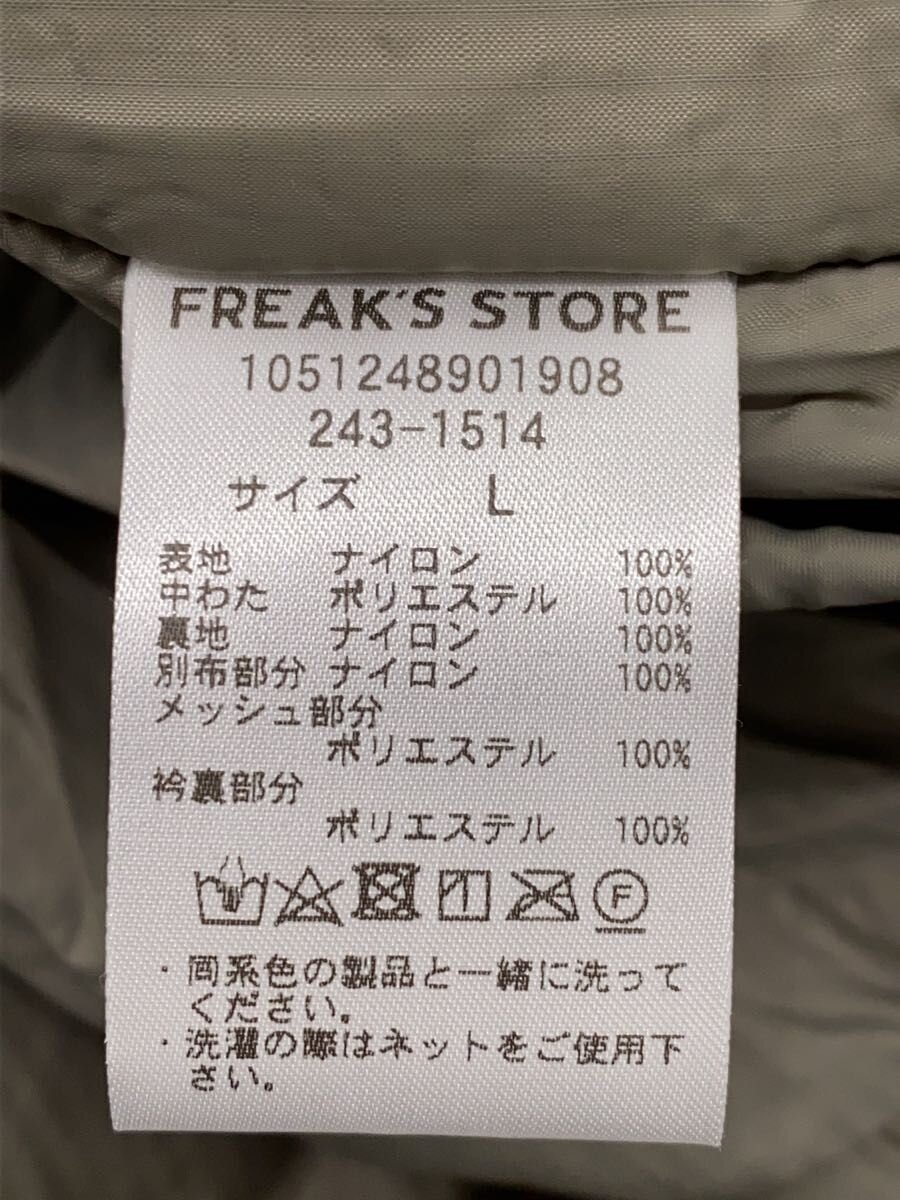 FREAK'S STORE
1051248901908
243-1514
サイズ L
表地 ナイロン 100%
中わた ポリエステル 100%
裏地 ナイロン 100%
別布部分 ナイロン 100%
メッシュ部分
ポリエステル 100%
衿裏部分
ポリエステル 100%
F
・同系色の製品と一緒に洗って
ください。
・洗濯の際はネットをご使用下
さい。